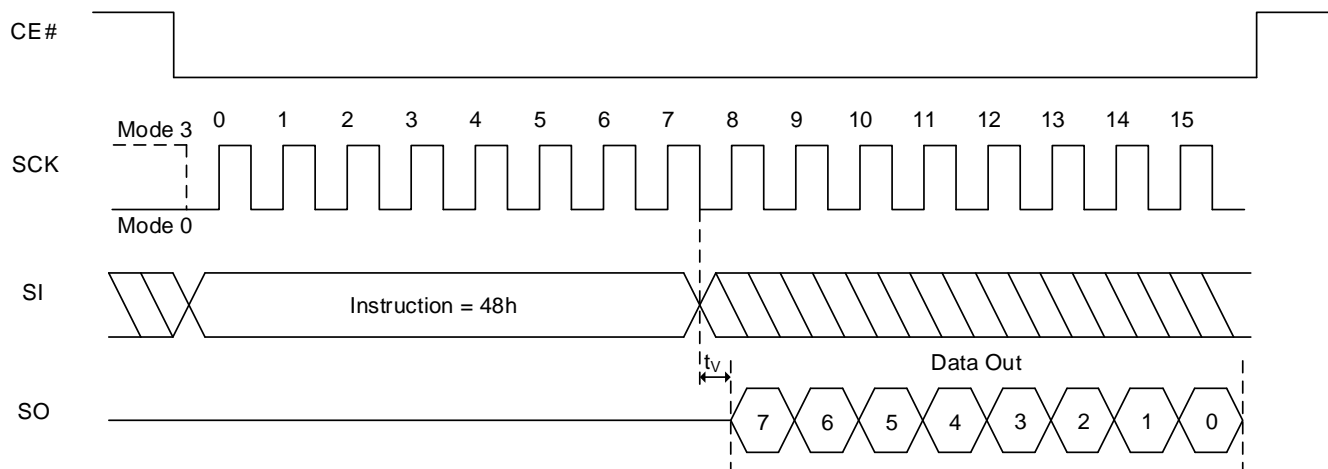 CE#
0 1 2 3 4 5 6 7 8 9 10 11 12 13 14 15
Mode 3
SCK
Mode 0
SI
Instruction = 48h
tV
Data Out
SO
7 6 5 4 3 2 1 0